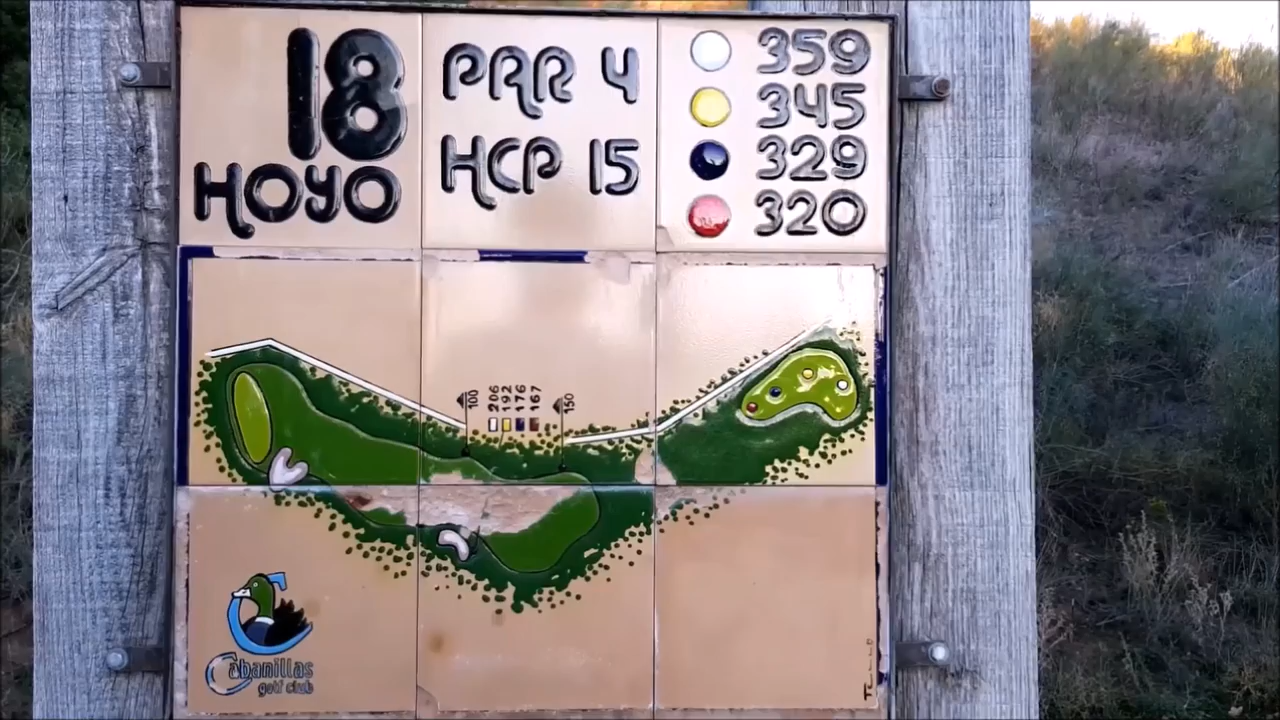 18
HOYO
PAR 4
HCP 15
359
345
329
320
100
206
192
176
167
150
Cabanillas
golf club